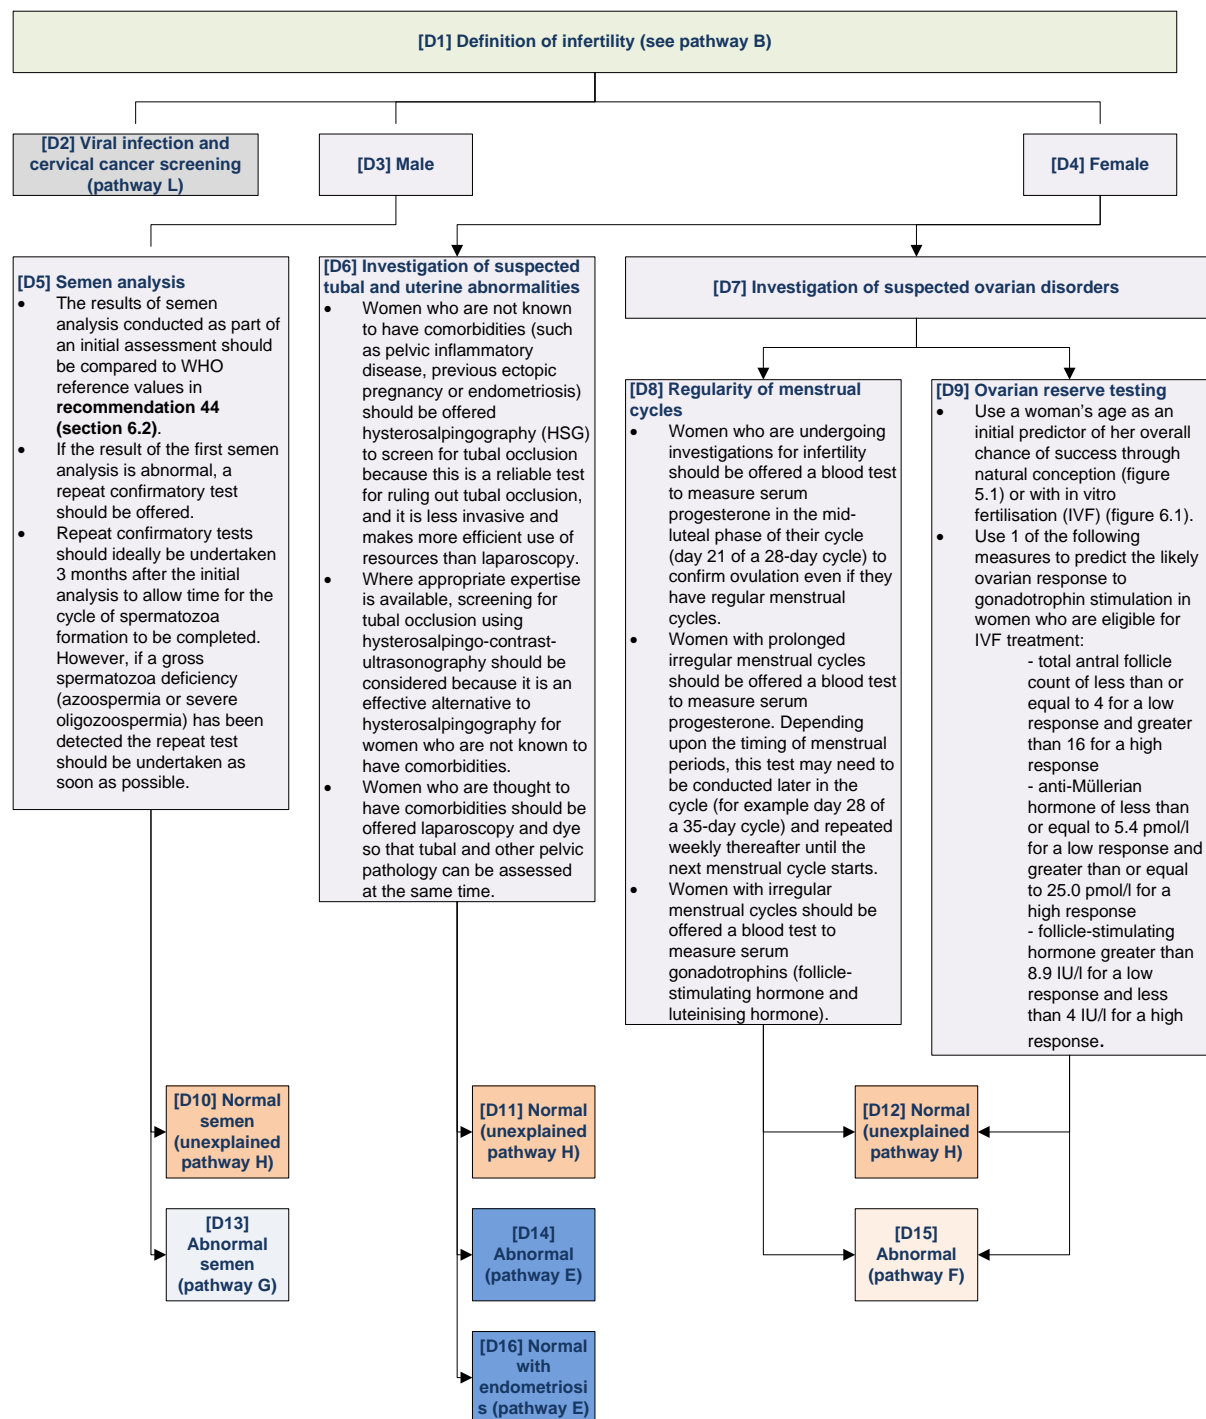 [D1] Definition of infertility (see pathway B)
[D2] Viral infection and
cervical cancer screening
(pathway L)
[D3] Male
[D4] Female
[D5] Semen analysis
• The results of semen
analysis conducted as part of
an initial assessment should
be compared to WHO
reference values in
recommendation 44
(section 6.2).
• If the result of the first semen
analysis is abnormal, a
repeat confirmatory test
should be offered.
• Repeat confirmatory tests
should ideally be undertaken
3 months after the initial
analysis to allow time for the
cycle of spermatozoa
formation to be completed.
However, if a gross
spermatozoa deficiency
(azoospermia or severe
oligozoospermia) has been
detected the repeat test
should be undertaken as
soon as possible.
[D6] Investigation of suspected
tubal and uterine abnormalities
• Women who are not known
to have comorbidities (such
as pelvic inflammatory
disease, previous ectopic
pregnancy or endometriosis)
should be offered
hysterosalpingography (HSG)
to screen for tubal occlusion
because this is a reliable test
for ruling out tubal occlusion,
and it is less invasive and
makes more efficient use of
resources than laparoscopy.
• Where appropriate expertise
is available, screening for
tubal occlusion using
hysterosalpingo-contrast-
ultrasonography should be
considered because it is an
effective alternative to
hysterosalpingography for
women who are not known to
have comorbidities.
• Women who are thought to
have comorbidities should be
offered laparoscopy and dye
so that tubal and other pelvic
pathology can be assessed
at the same time.
[D7] Investigation of suspected ovarian disorders
[D8] Regularity of menstrual
cycles
• Women who are undergoing
investigations for infertility
should be offered a blood test
to measure serum
progesterone in the mid-
luteal phase of their cycle
(day 21 of a 28-day cycle) to
confirm ovulation even if they
have regular menstrual
cycles.
• Women with prolonged
irregular menstrual cycles
should be offered a blood test
to measure serum
progesterone. Depending
upon the timing of menstrual
periods, this test may need to
be conducted later in the
cycle (for example day 28 of
a 35-day cycle) and repeated
weekly thereafter until the
next menstrual cycle starts.
• Women with irregular
menstrual cycles should be
offered a blood test to
measure serum
gonadotrophins (follicle-
stimulating hormone and
luteinising hormone).
[D9] Ovarian reserve testing
• Use a woman's age as an
initial predictor of her overall
chance of success through
natural conception (figure
5.1) or with in vitro
fertilisation (IVF) (figure 6.1).
• Use 1 of the following
measures to predict the likely
ovarian response to
gonadotrophin stimulation in
women who are eligible for
IVF treatment:
- total antral follicle
count of less than or
equal to 4 for a low
response and greater
than 16 for a high
response
- anti-Müllerian
hormone of less than
or equal to 5.4 pmol/l
for a low response and
greater than or equal
to 25.0 pmol/l for a
high response
- follicle-stimulating
hormone greater than
8.9 IU/l for a low
response and less
than 4 IU/l for a high
response.
[D10] Normal
semen
(unexplained
pathway H)
[D11] Normal
(unexplained
pathway H)
[D12] Normal
(unexplained
pathway H)
[D13]
Abnormal
semen
(pathway G)
[D14]
Abnormal
(pathway E)
[D15]
Abnormal
(pathway F)
[D16] Normal
with
endometriosi
s (pathway E)